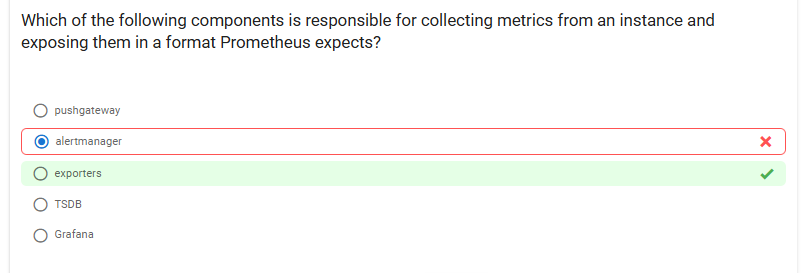 Which of the following components is responsible for collecting metrics from an instance and
exposing them in a format Prometheus expects?
pushgateway
alertmanager
exporters
TSDB
Grafana